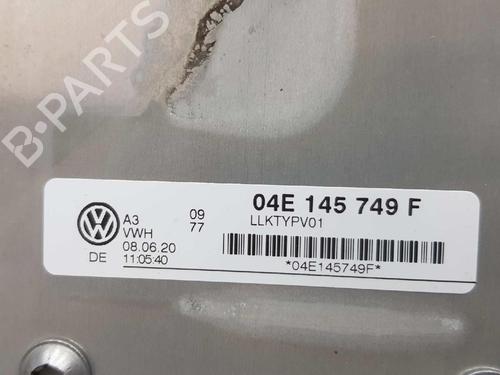 B-PARTS
04E 145 749 F
A3
09
LLKTYPV01
VWH
77
08.06.20
DE
11:05:40
*04E145749F*